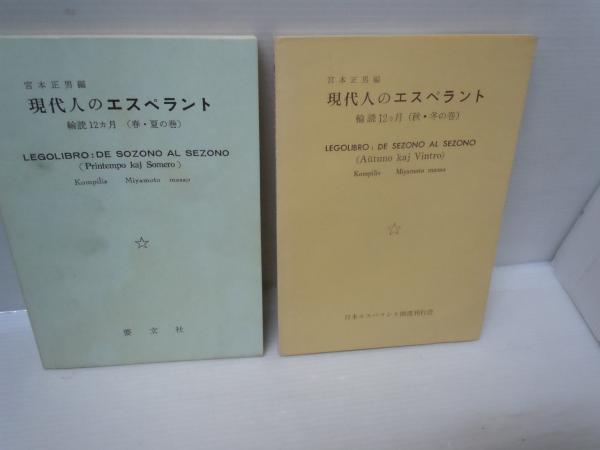 宮本正男編
現代人のエスペラント
輪読12カ月（春・夏の巻）
LEGOLIBRO: DE SOZONO AL SEZONO
(Printempo kaj Somero)
Kompilis Miyamoto masao
☆
要文社
宮本正男編
現代人のエスペラント
輪読12ヵ月（秋・冬の巻）
LEGOLIBRO: DE SEZONO AL SEZONO
(Aŭtuno kaj Vintro)
Kompilis Miyamoto masao
☆
日本エスペラント図書刊行会